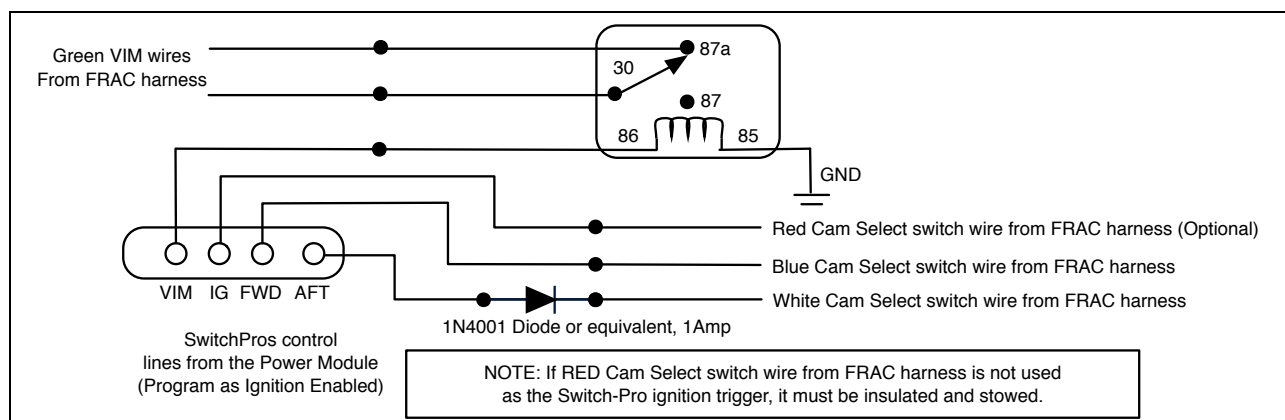 Green VIM wires
From FRAC harness
87a
30
87
86
85
GND
Red Cam Select switch wire from FRAC harness (Optional)
Blue Cam Select switch wire from FRAC harness
VIM IG FWD AFT
White Cam Select switch wire from FRAC harness
1N4001 Diode or equivalent, 1Amp
SwitchPros control
lines from the Power Module
(Program as Ignition Enabled)
NOTE: If RED Cam Select switch wire from FRAC harness is not used
as the Switch-Pro ignition trigger, it must be insulated and stowed.